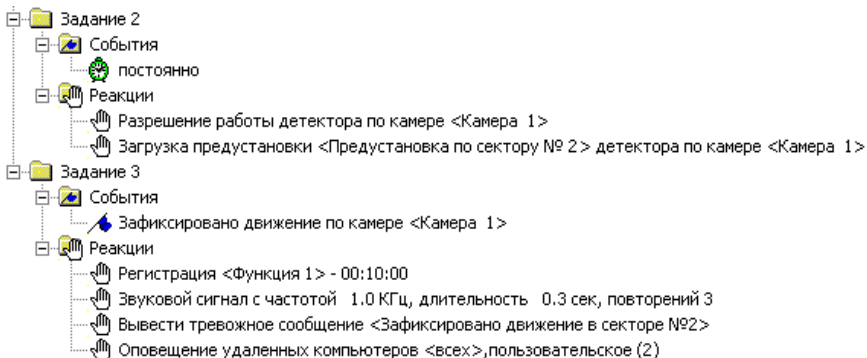 Задание 2
События
постоянно
Реакции
Разрешение работы детектора по камере <Камера 1>
Загрузка предустановки <Предустановка по сектору № 2> детектора по камере <Камера 1>
Задание 3
События
Зафиксировано движение по камере <Камера 1>
Реакции
Регистрация <Функция 1> - 00:10:00
Звуковой сигнал с частотой 1.0 КГц, длительность 0.3 сек, повторений 3
Вывести тревожное сообщение <Зафиксировано движение в секторе №2>
Оповещение удаленных компьютеров <всех>,пользовательское (2)